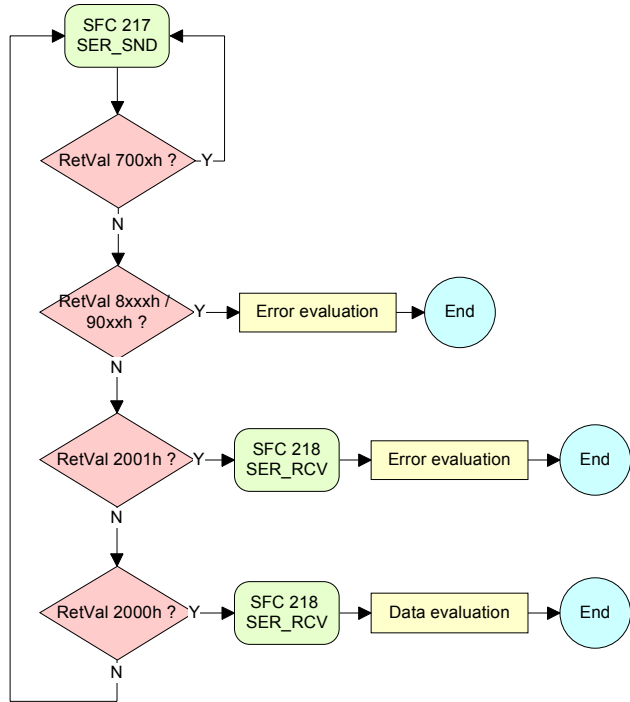 SFC 217
SER_SND
RetVal 700xh ?
Y
N
RetVal 8xxxh /
90xxh ?
Y
Error evaluation
End
N
RetVal 2001h ?
Y
SFC 218
SER_RCV
Error evaluation
End
N
RetVal 2000h ?
Y
SFC 218
SER_RCV
Data evaluation
End
N